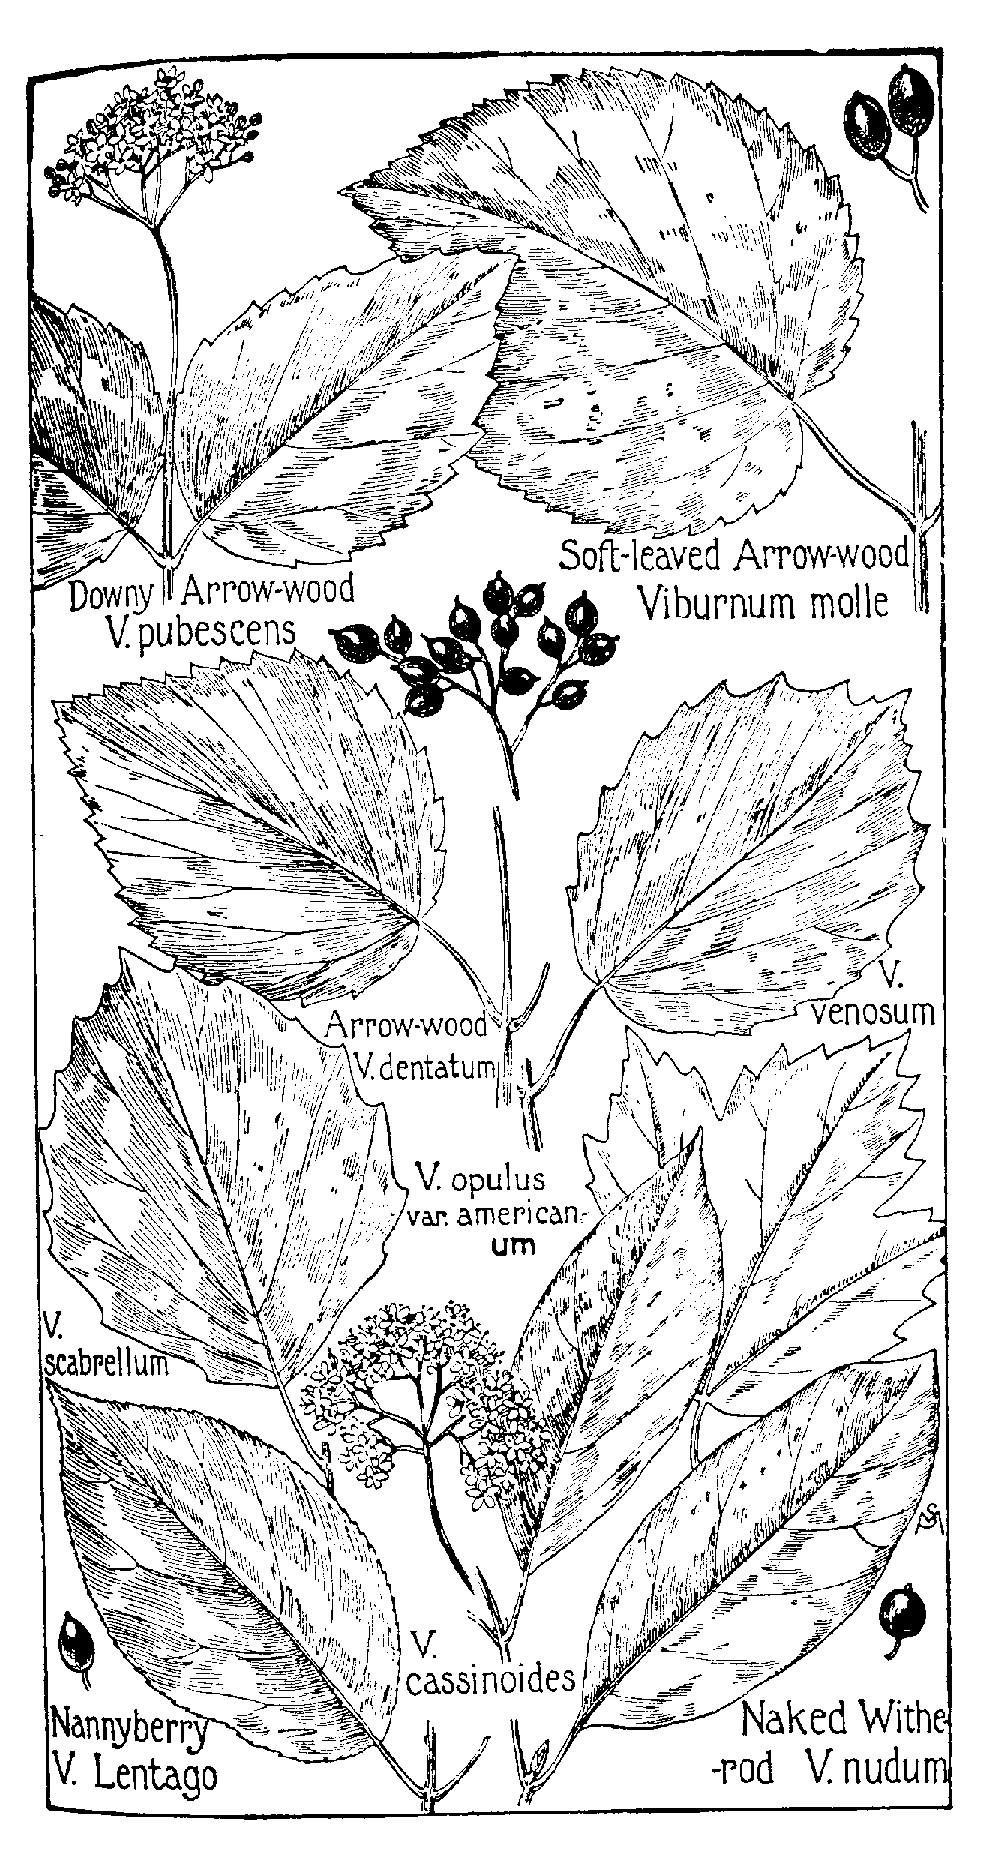 Soft-leaved Arrow-wood
Viburnum molle
Downy Arrow-wood
V. pubescens
V.
venosum
Arrow-wood
V. dentatum
V. opulus
var. american-
um
V.
scabrellum
V.
cassinoides
Nannyberry
V. Lentago
Naked Withe-
-rod V. nudum